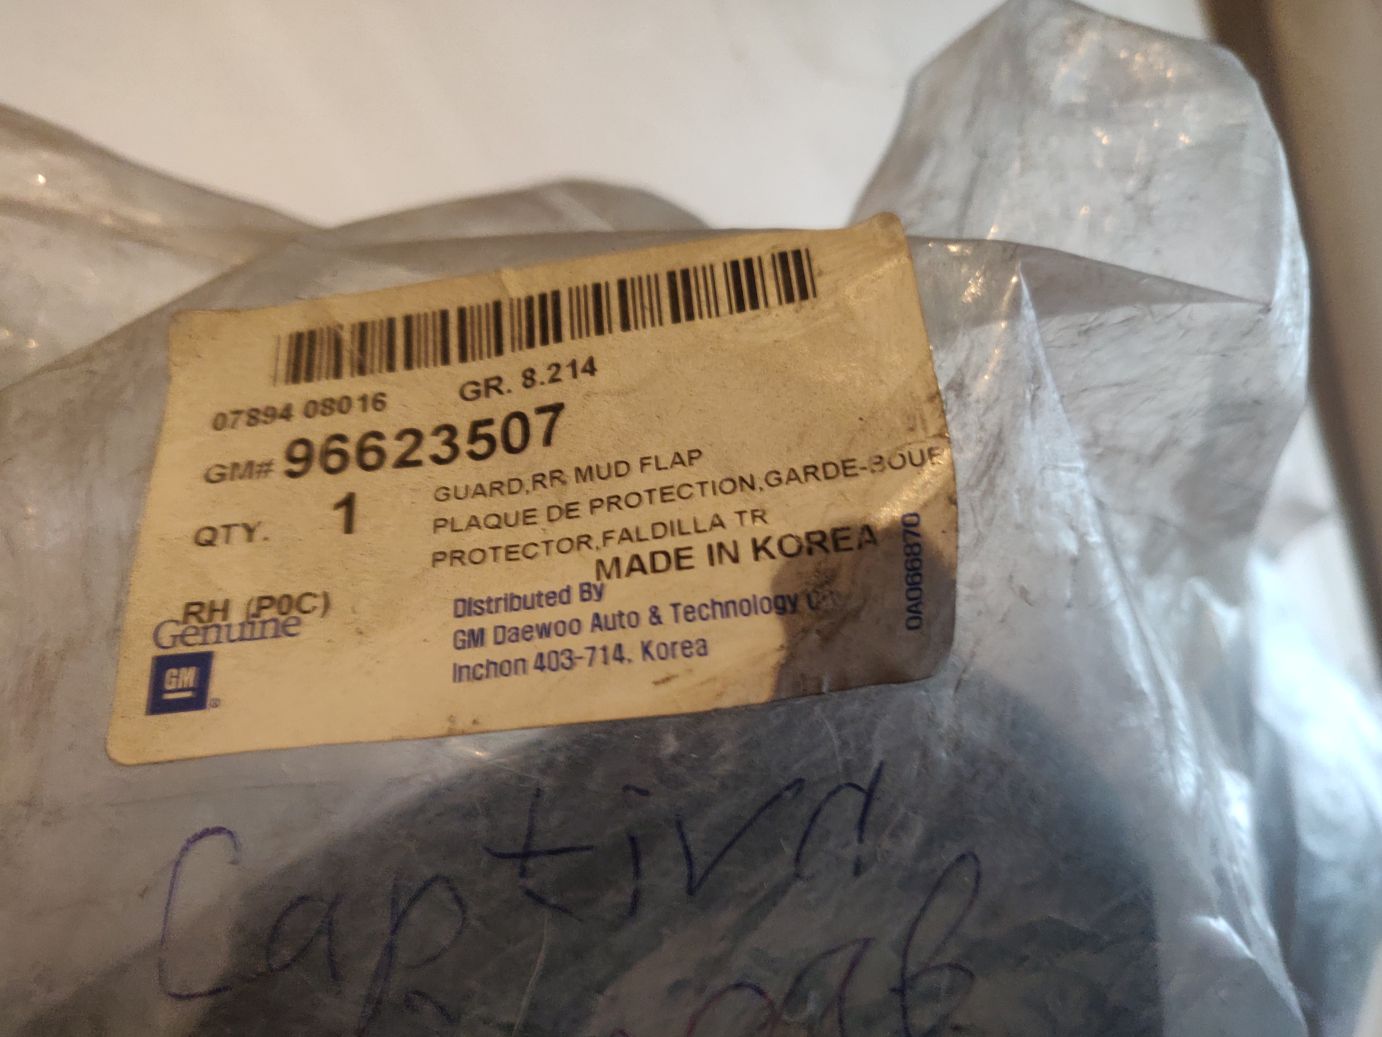 07894 08016 GR. 8.214
GM# 96623507
QTY. 1
GUARD,RR MUD FLAP
PLAQUE DE PROTECTION,GARDE-BOUE
PROTECTOR,FALDILLA TR
MADE IN KOREA
RH (P0C)
Genuine
GM
®
Distributed By
GM Daewoo Auto & Technology
Inchon 403-714, Korea
0A066870
Captiva